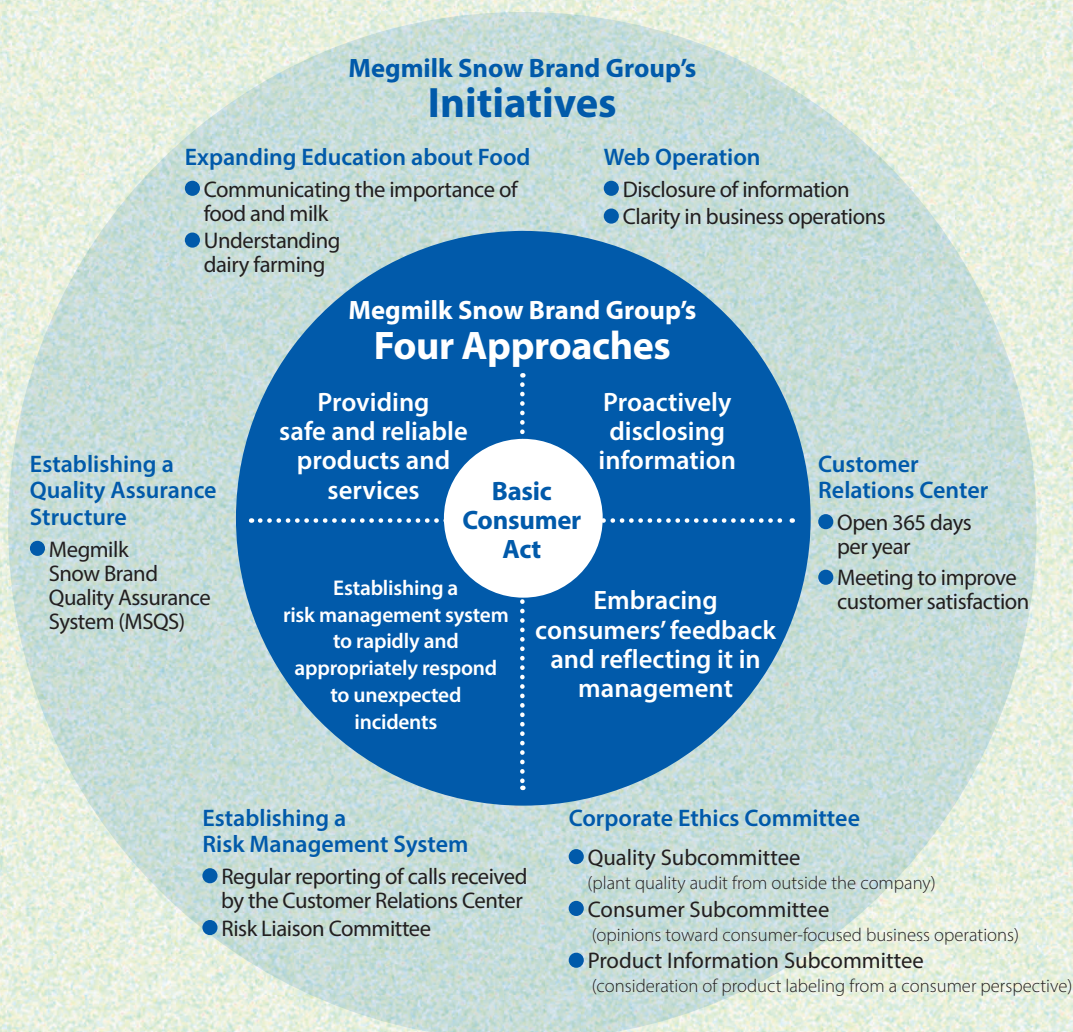 Megmilk Snow Brand Group's
Initiatives
Expanding Education about Food
● Communicating the importance of
food and milk
● Understanding
dairy farming
Web Operation
● Disclosure of information
● Clarity in business operations
Megmilk Snow Brand Group's
Four Approaches
Providing
safe and reliable
products and
services
Proactively
disclosing
information
Basic
Consumer
Act
Establishing a
risk management system
to rapidly and
appropriately respond
to unexpected
incidents
Embracing
consumers' feedback
and reflecting it in
management
Establishing a
Quality Assurance
Structure
● Megmilk
Snow Brand
Quality Assurance
System (MSQS)
Customer
Relations Center
● Open 365 days
per year
● Meeting to improve
customer satisfaction
Establishing a
Risk Management System
● Regular reporting of calls received
by the Customer Relations Center
● Risk Liaison Committee
Corporate Ethics Committee
● Quality Subcommittee
(plant quality audit from outside the company)
● Consumer Subcommittee
(opinions toward consumer-focused business operations)
● Product Information Subcommittee
(consideration of product labeling from a consumer perspective)